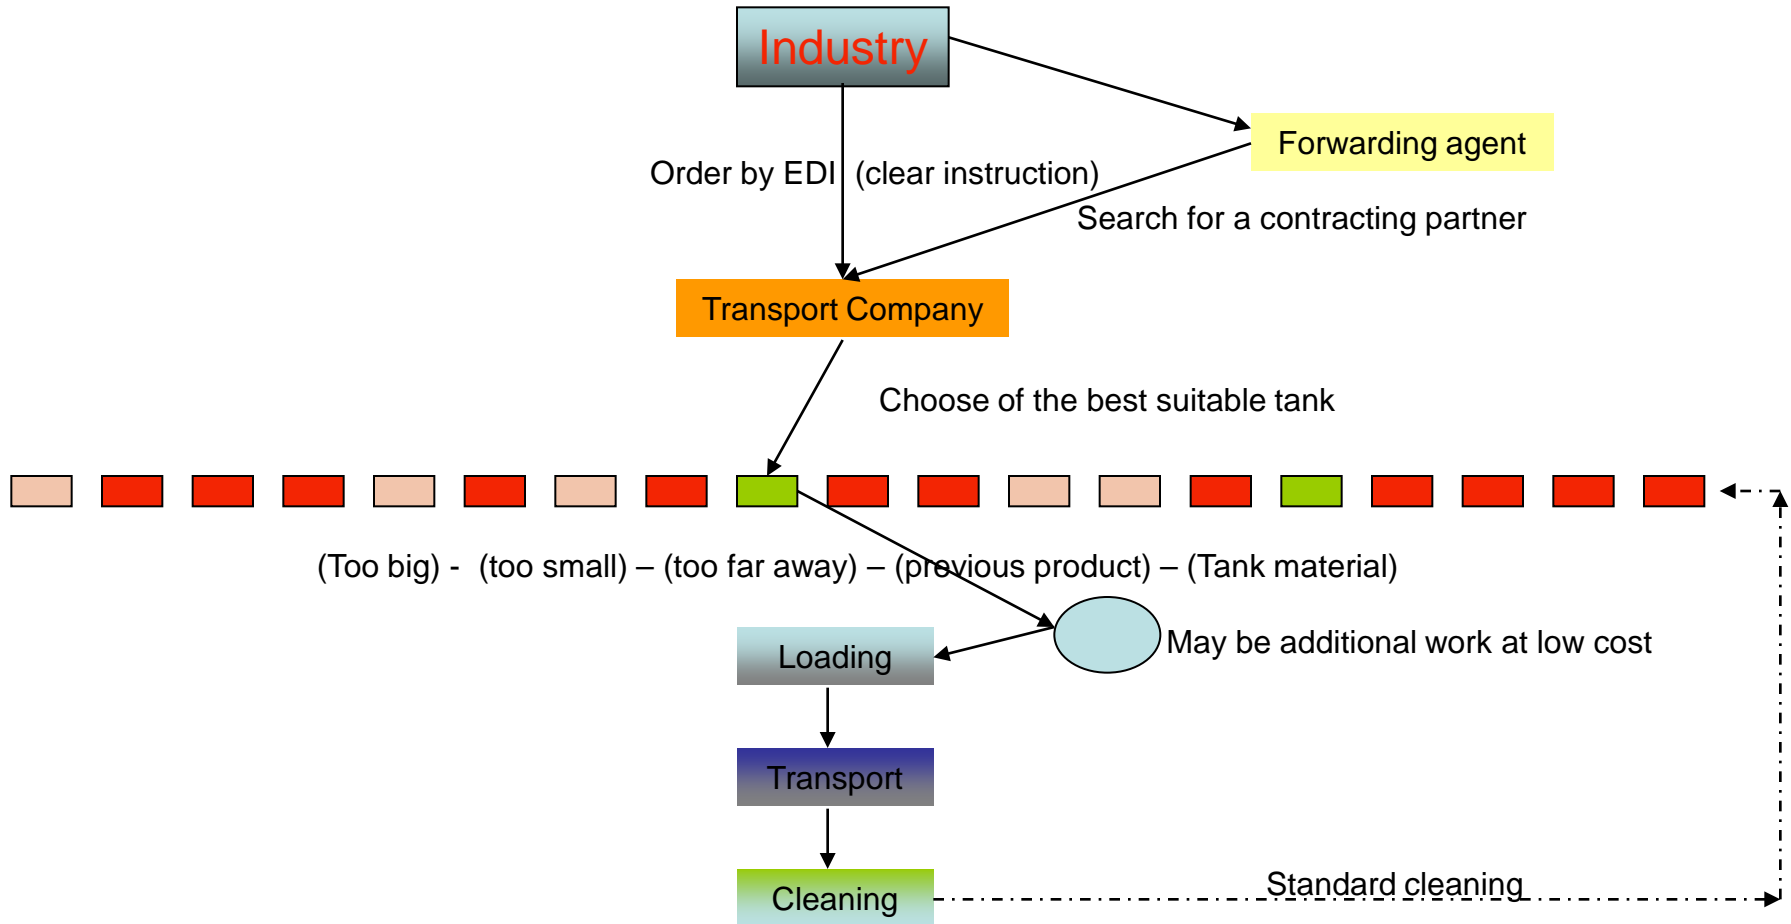 Industry
Forwarding agent
Order by EDI (clear instruction)
Search for a contracting partner
Transport Company
Choose of the best suitable tank
(Too big) - (too small) – (too far away) – (previous product) – (Tank material)
May be additional work at low cost
Loading
Transport
Standard cleaning
Cleaning